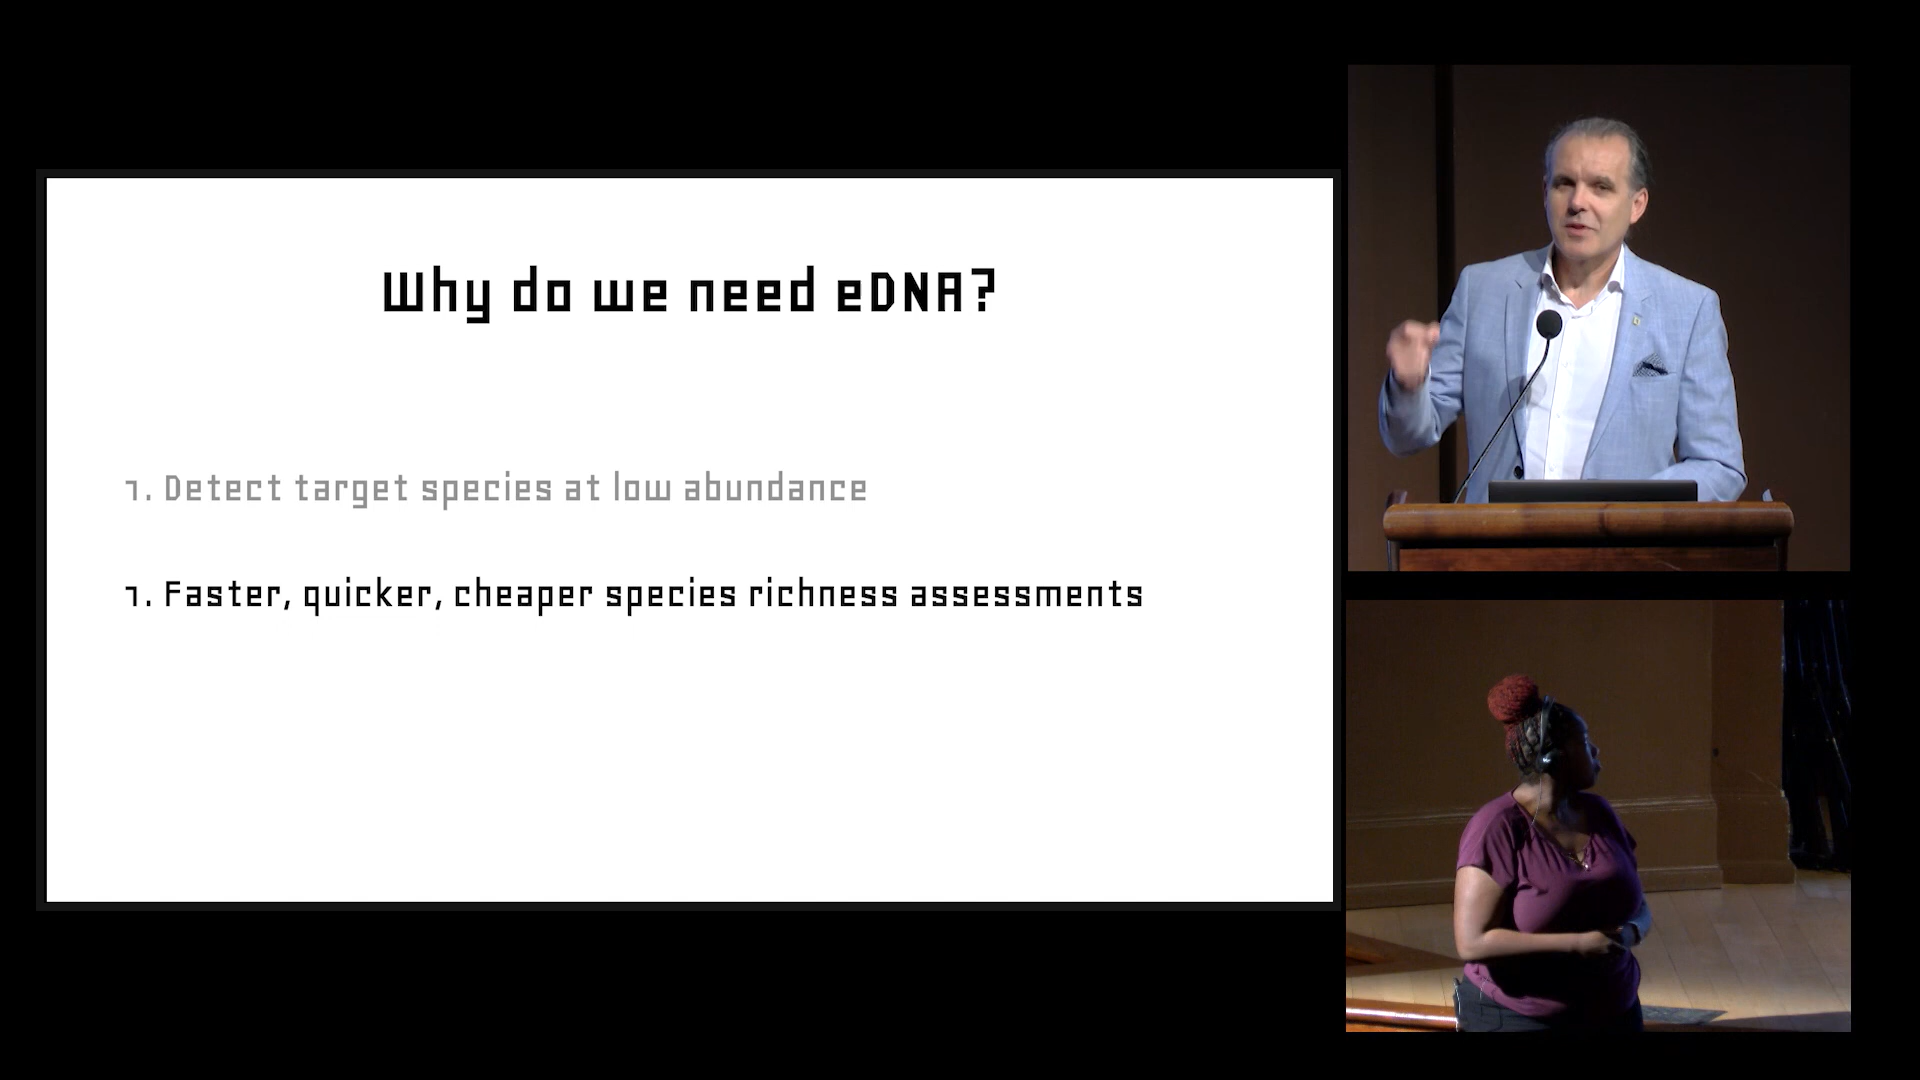 Why do we need eDNA?
1. Detect target species at low abundance
1. Faster, quicker, cheaper species richness assessments